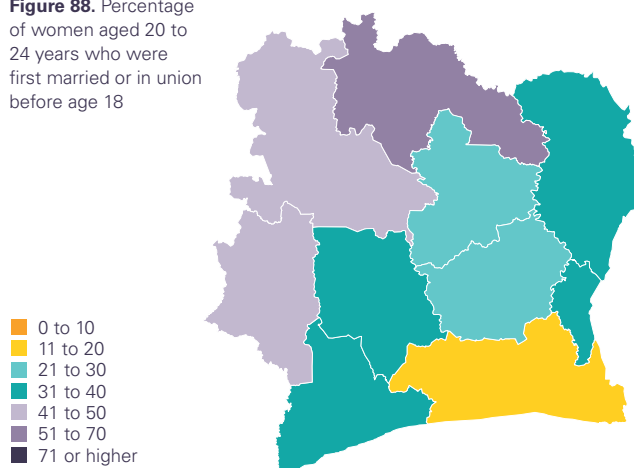 Figure 88. Percentage
of women aged 20 to
24 years who were
first married or in union
before age 18
0 to 10
11 to 20
21 to 30
31 to 40
41 to 50
51 to 70
71 or higher